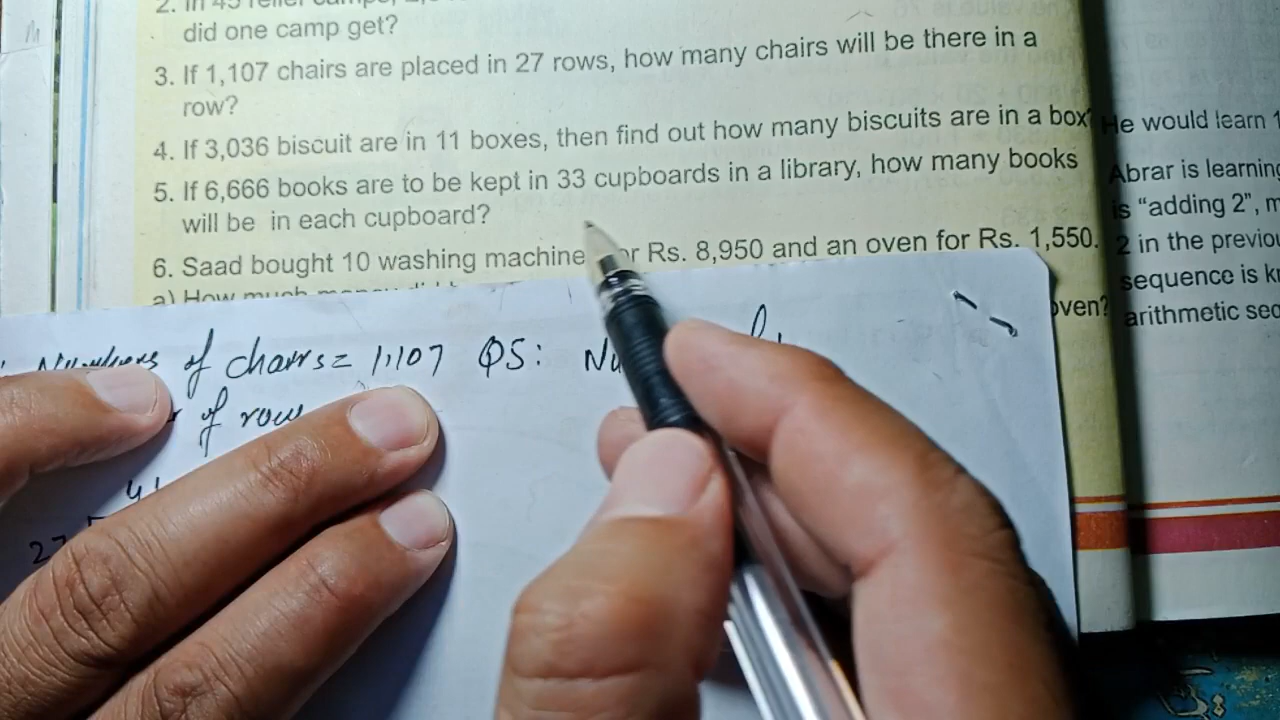 did one camp get?
3. If 1,107 chairs are placed in 27 rows, how many chairs will be there in a
row?
4. If 3,036 biscuit are in 11 boxes, then find out how many biscuits are in a box
5. If 6,666 books are to be kept in 33 cupboards in a library, how many books
will be in each cupboard?
6. Saad bought 10 washing machine Rs. 8,950 and an oven for Rs. 1,550.
a) How much
oven?
of chairs = 1,107 Q5:
of row
41
27
He would learn
Abrar is learning
is “adding 2”,
2 in the
sequence is
arithmetic